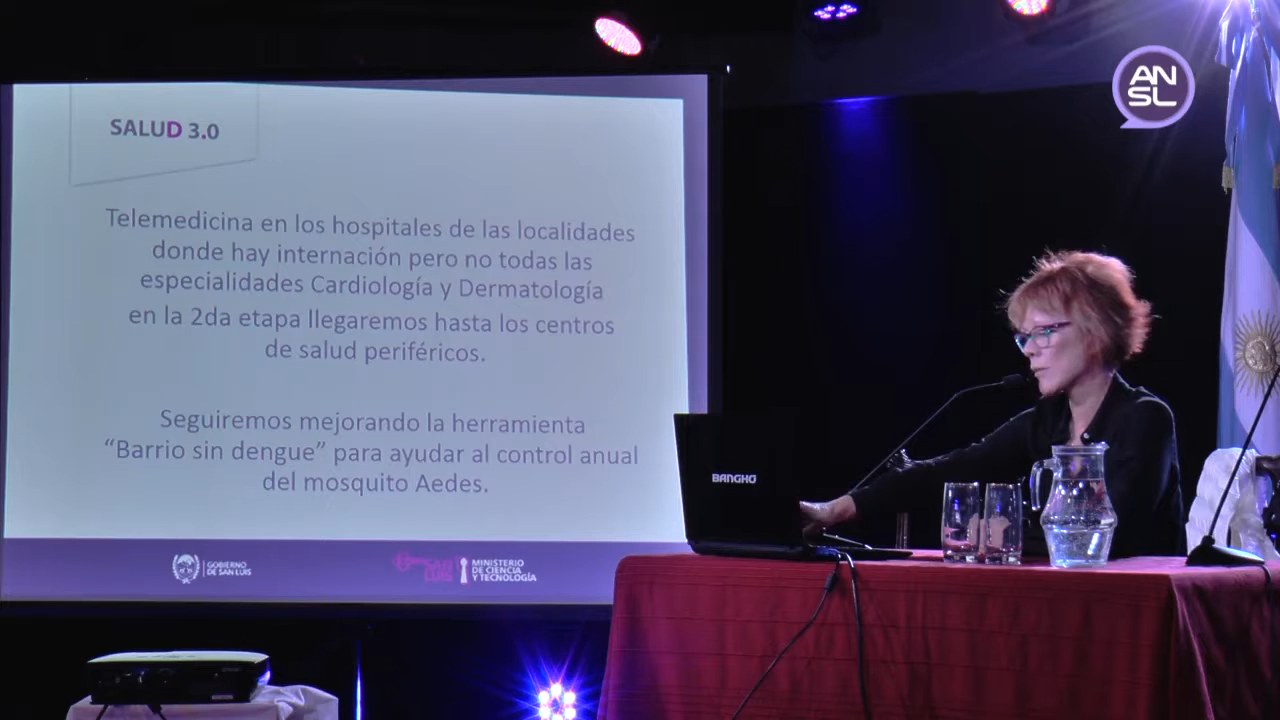 AN
SL
SALUD 3.0
Telemedicina en los hospitales de las localidades
donde hay internación pero no todas las
especialidades Cardiología y Dermatología
en la 2da etapa llegaremos hasta los centros
de salud periféricos.
Seguiremos mejorando la herramienta
“Barrio sin dengue” para ayudar al control anual
del mosquito Aedes.
BANGHO
GOBIERNO
DE SAN LUIS
SAN
LUIS
MINISTERIO
DE CIENCIA
Y TECNOLOGÍA